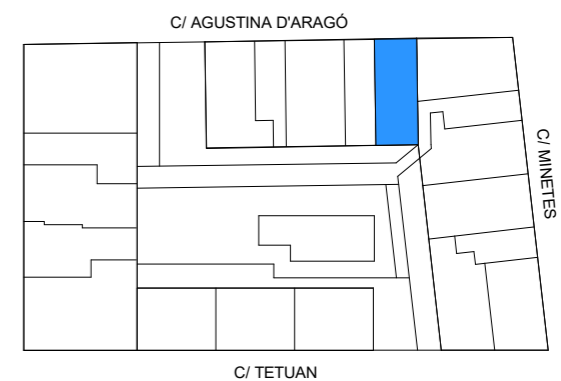 C/ AGUSTINA D'ARAGÓ
C/ MINETES
C/ TETUAN